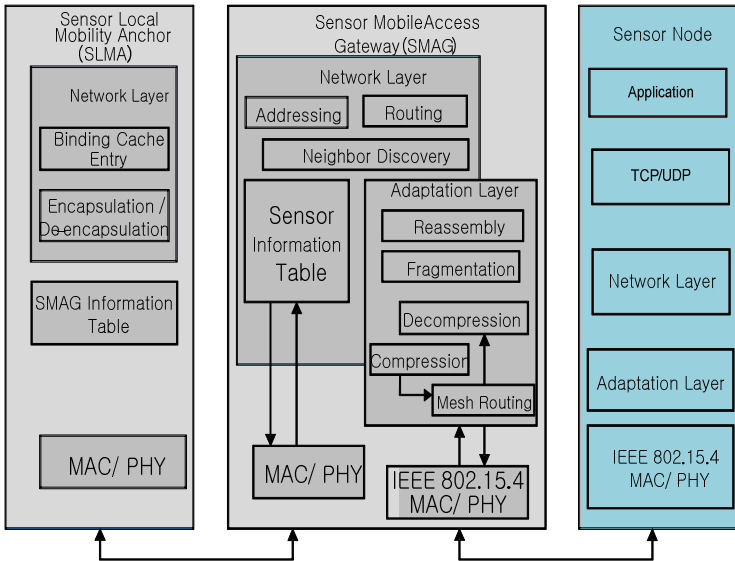 Sensor Local
Mobility Anchor
(SLMA)
Network Layer
Binding Cache
Entry
Encapsulation /
De-encapsulation
SMAG Information
Table
MAC/ PHY
Sensor MobileAccess
Gateway(SMAG)
Network Layer
Addressing
Routing
Neighbor Discovery
Sensor
Information
Table
Adaptation Layer
Reassembly
Fragmentation
Decompression
Compression
Mesh Routing
MAC/ PHY
IEEE 802.15.4
MAC/ PHY
Sensor Node
Application
TCP/UDP
Network Layer
Adaptation Layer
IEEE 802.15.4
MAC/ PHY